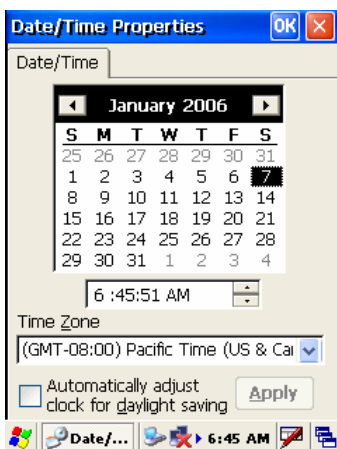 Date/Time Properties OK
Date/Time
January 2006
S M T W T F S
25 26 27 28 29 30 31
1 2 3 4 5 6 7
8 9 10 11 12 13 14
15 16 17 18 19 20 21
22 23 24 25 26 27 28
29 30 31 1 2 3 4
6 :45:51 AM
Time Zone
(GMT-08:00) Pacific Time (US & Ca
Automatically adjust
clock for daylight saving
Apply
Date/... 6:45 AM